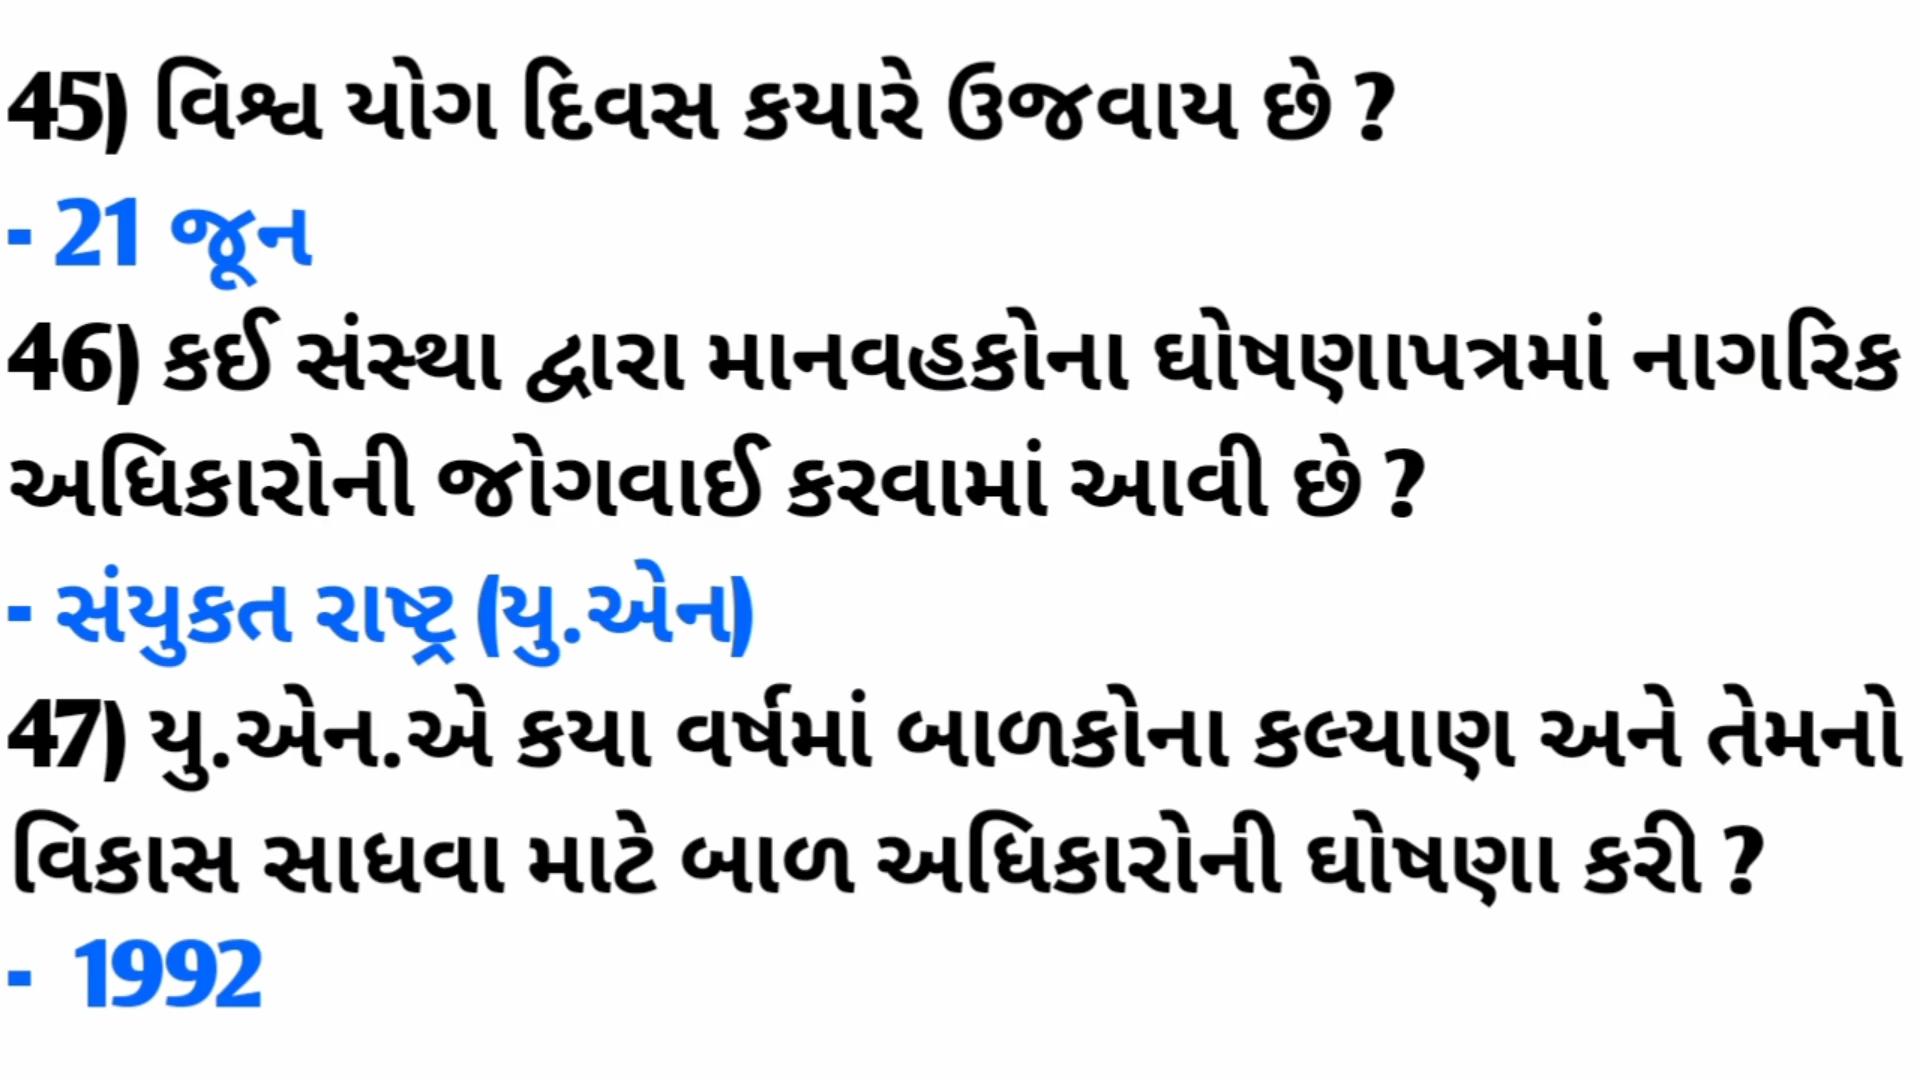 45) વિશ્વ યોગ દિવસ કયારે ઉજવાય છે ?
- 21 જૂન
46) કઈ સંસ્થા દ્વારા માનવહકોના ઘોષણાપત્રમાં નાગરિક
અધિકારોની જોગવાઈ કરવામાં આવી છે ?
- સંયુકત રાષ્ટ્ર (યુ.એન)
47) યુ.એન.એ કયા વર્ષમાં બાળકોના કલ્યાણ અને તેમનો
વિકાસ સાધવા માટે બાળ અધિકારોની ઘોષણા કરી ?
- 1992